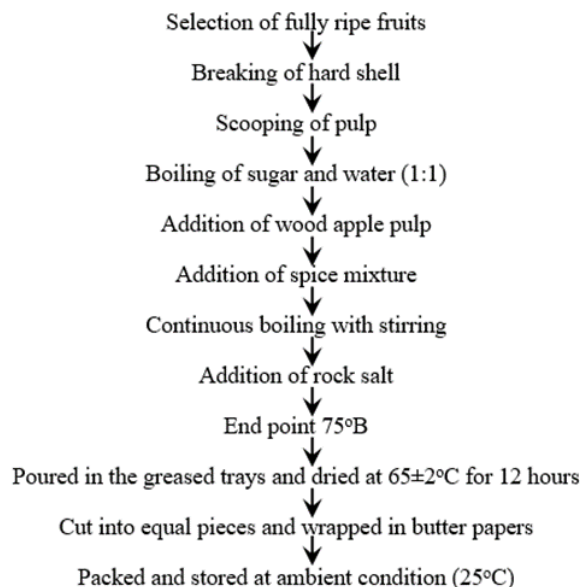 Selection of fully ripe fruits
Breaking of hard shell
Scooping of pulp
Boiling of sugar and water (1:1)
Addition of wood apple pulp
Addition of spice mixture
Continuous boiling with stirring
Addition of rock salt
End point 75ºB
Poured in the greased trays and dried at 65±2ºC for 12 hours
Cut into equal pieces and wrapped in butter papers
Packed and stored at ambient condition (25ºC)